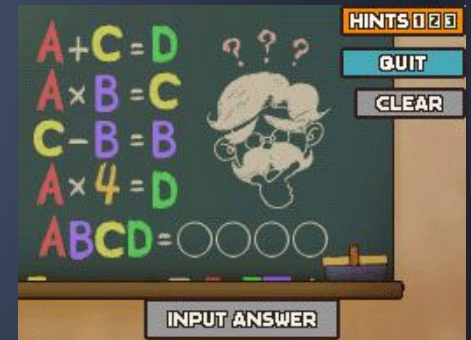 A+C=D
HINTS 1 2 3
A×B=C
QUIT
C-B=B
CLEAR
A×4=D
ABCD=
INPUT ANSWER
? ? ?